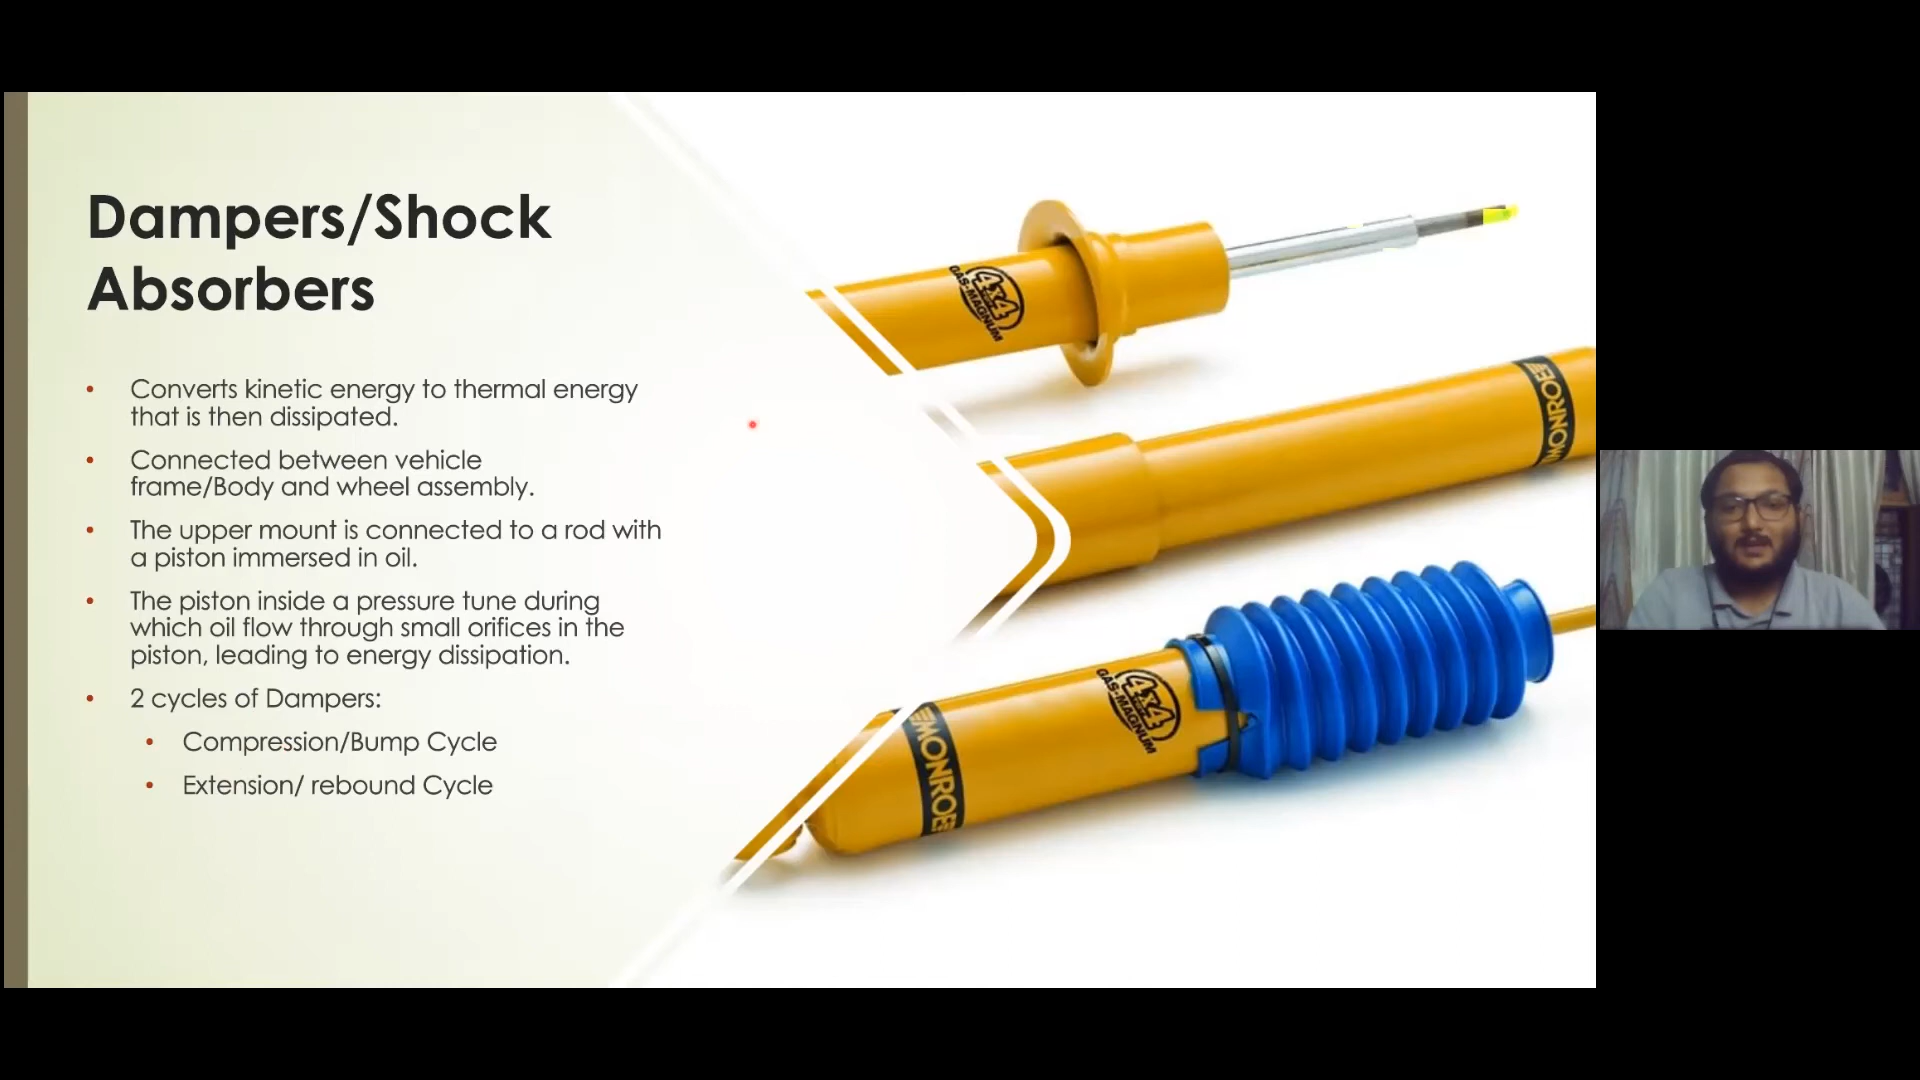 Dampers/Shock
Absorbers
• Converts kinetic energy to thermal energy
that is then dissipated.
• Connected between vehicle
frame/Body and wheel assembly.
• The upper mount is connected to a rod with
a piston immersed in oil.
• The piston inside a pressure tune during
which oil flow through small orifices in the
piston, leading to energy dissipation.
• 2 cycles of Dampers:
• Compression/Bump Cycle
• Extension/ rebound Cycle
4x4
GAS-MAGNUM
MONROE
4x4
GAS-MAGNUM
MONROE